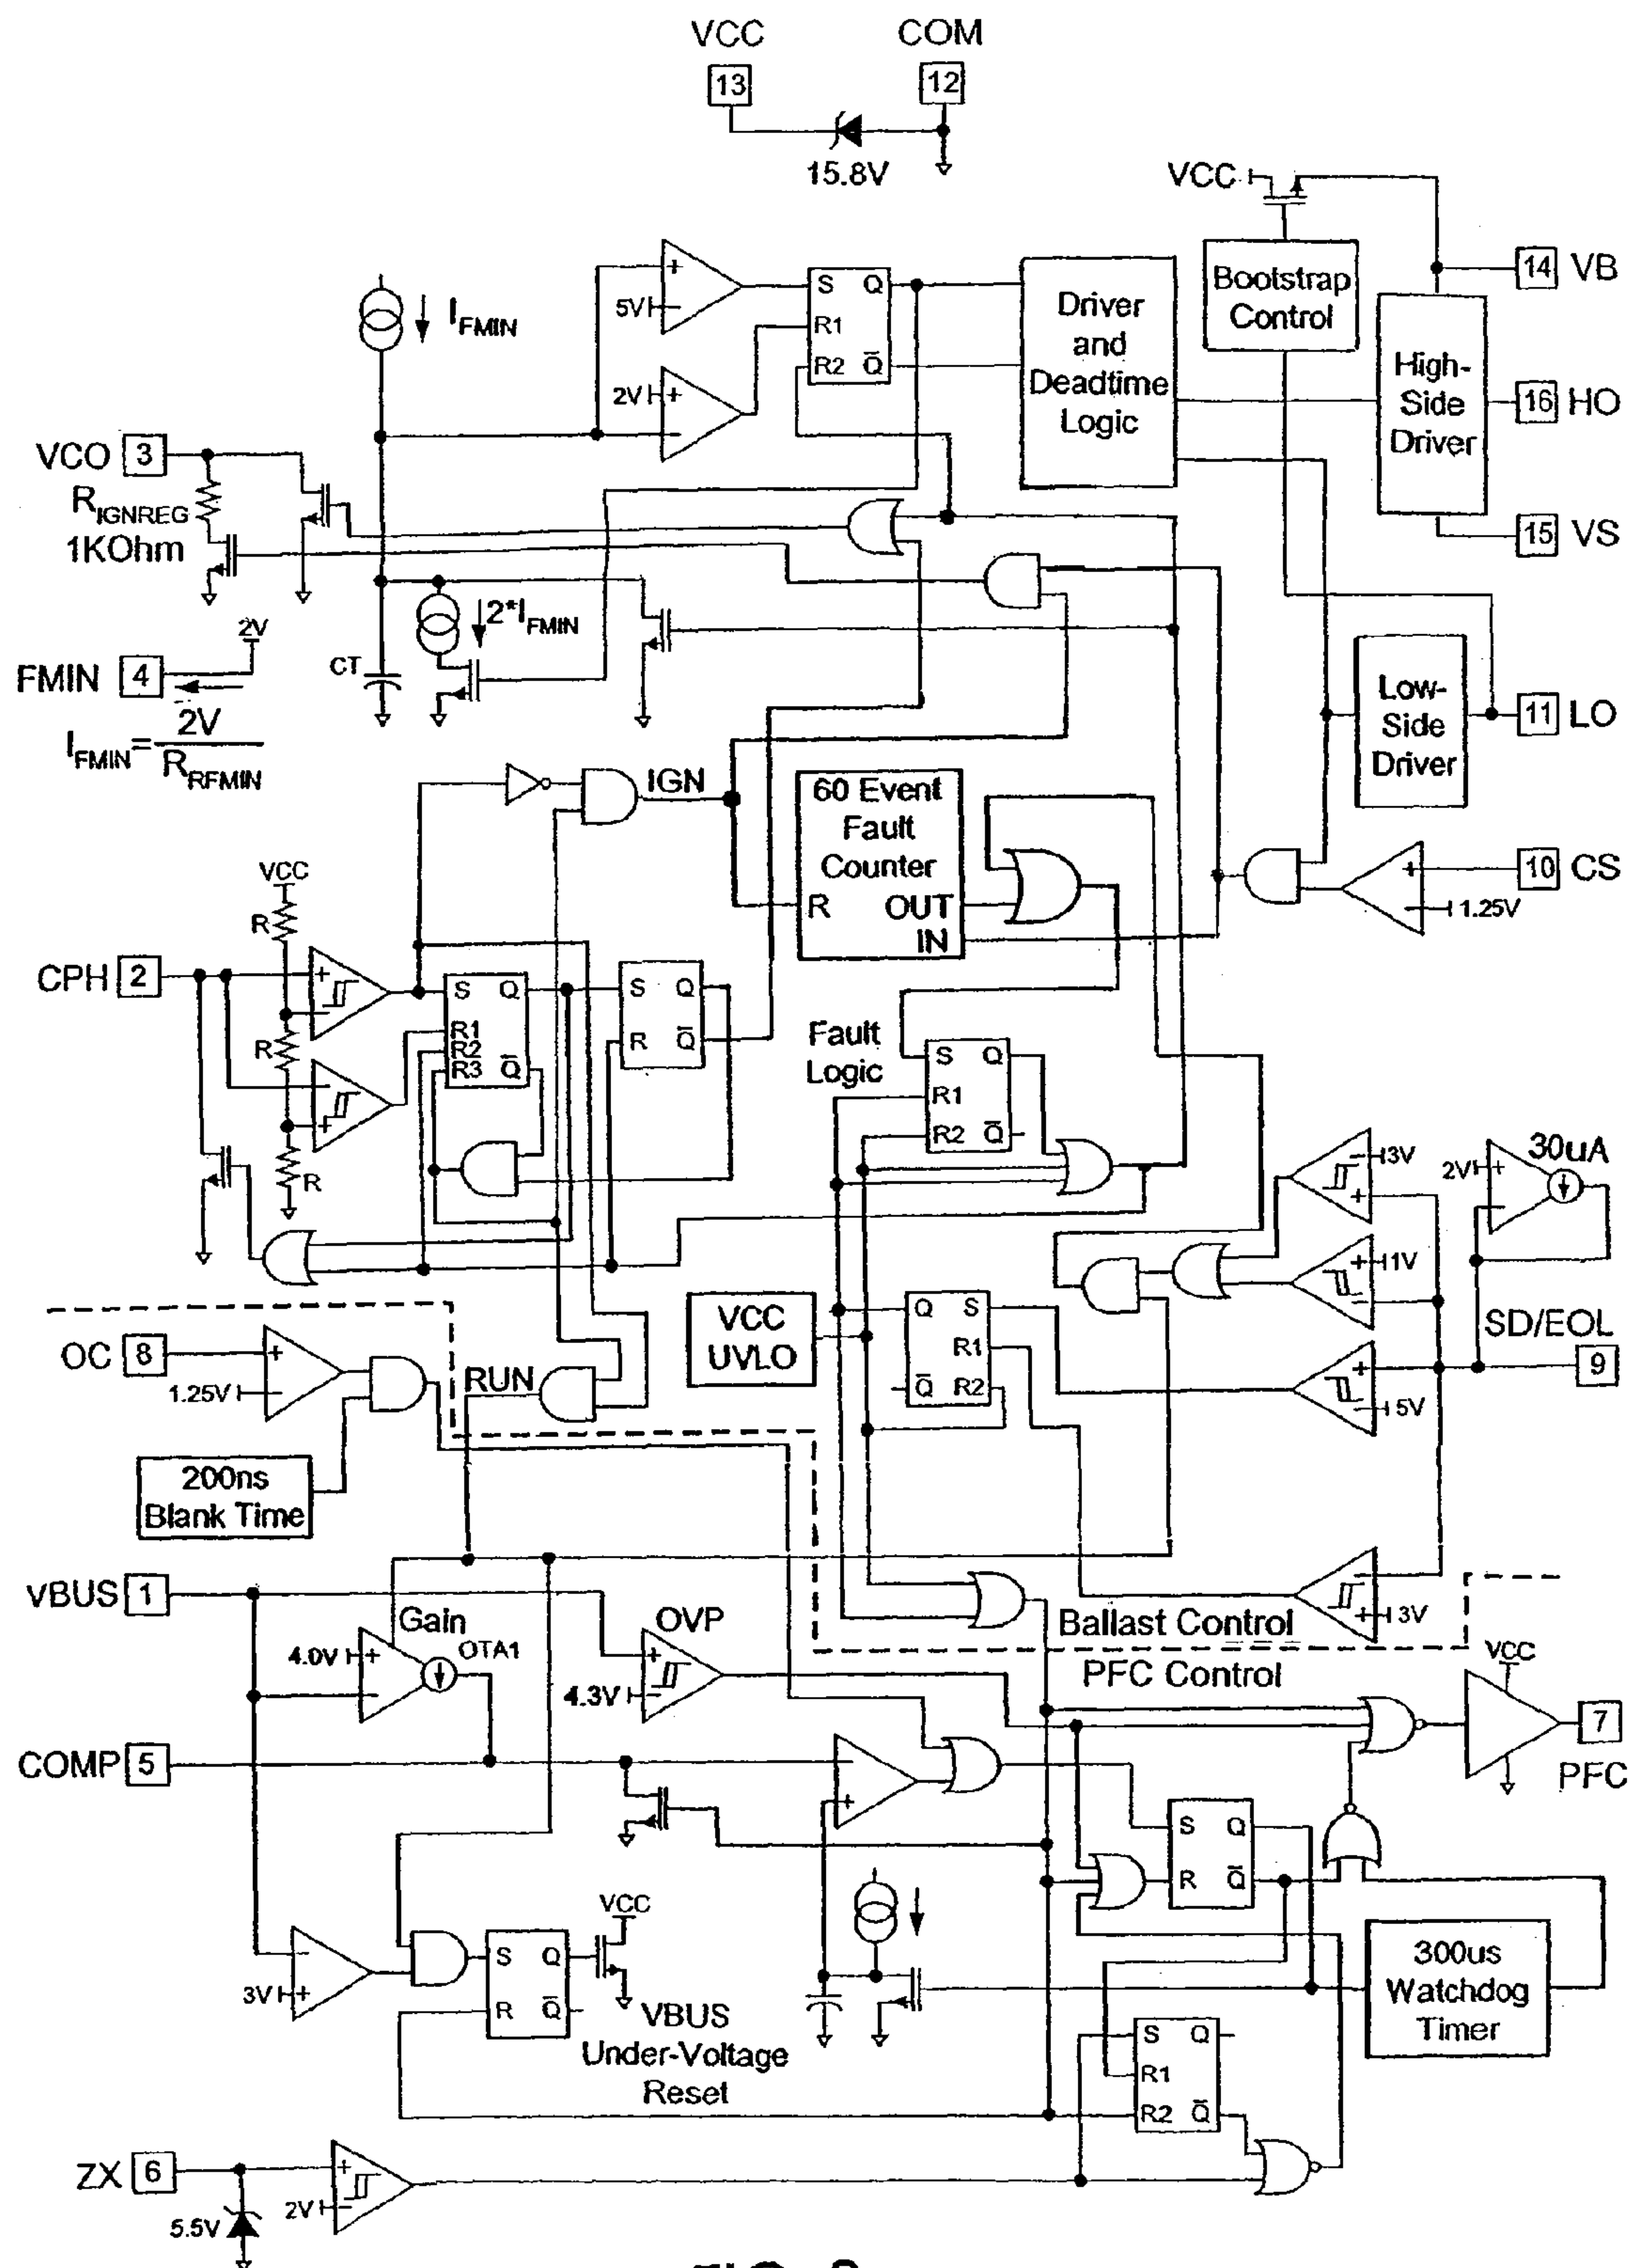 VCC COM
13 12
15.8V
VCC
Bootstrap
Control
14 VB
High-
Side
Driver
16 HO
15 VS
I FMIN
5V
+
−
2V
+
−
S Q
R1
R2 Q̅
Driver
and
Deadtime
Logic
VCO 3
R IGNREG
1KOhm
2V
FMIN 4
2V
I FMIN = R RFMIN
CT
2*I FMIN
Low-
Side
Driver
11 LO
IGN
60 Event
Fault
Counter
R OUT
IN
10 CS
+
−
1.25V
VCC
R
CPH 2
+
−
R
−
+
R
S Q
R1
R2
R3 Q̅
S Q
R Q̅
Fault
Logic
S Q
R1
R2 Q̅
−
3V
+
+
1V
−
2V
+
−
30uA
SD/EOL
9
OC 8
+
1.25V
−
RUN
VCC
UVLO
Q S
R1
Q̅ R2
+
−
5V
200ns
Blank Time
−
+
3V
VBUS 1
Gain
4.0V
+
−
OTA1
OVP
+
4.3V
−
Ballast Control
PFC Control
VCC
7
PFC
COMP 5
−
+
S Q
R Q̅
VCC
−
3V
+
S Q
R Q̅
VBUS
Under-Voltage
Reset
300us
Watchdog
Timer
S Q
R1
R2 Q̅
ZX 6
+
2V
−
5.5V